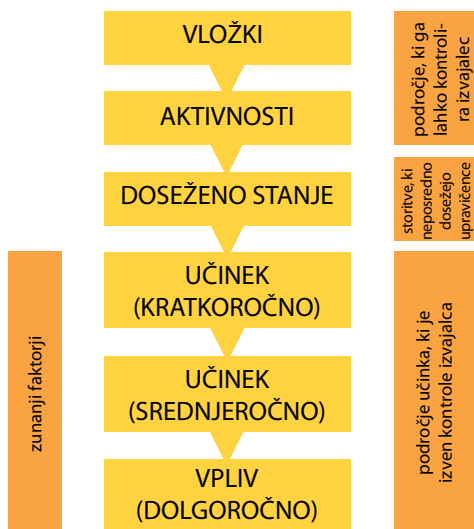 VLOŽKI
AKTIVNOSTI
DOSEŽENO STANJE
UČINEK
(KRATKOROČNO)
UČINEK
(SREDNJEROČNO)
VPLIV
(DOLGOROČNO)
zunanji faktorji
področje, ki ga
lahko kontroli-
ra izvajalec
storitve, ki
neposredno
dosežejo
upravičence
področje učinka, ki je
izven kontrole izvajalca